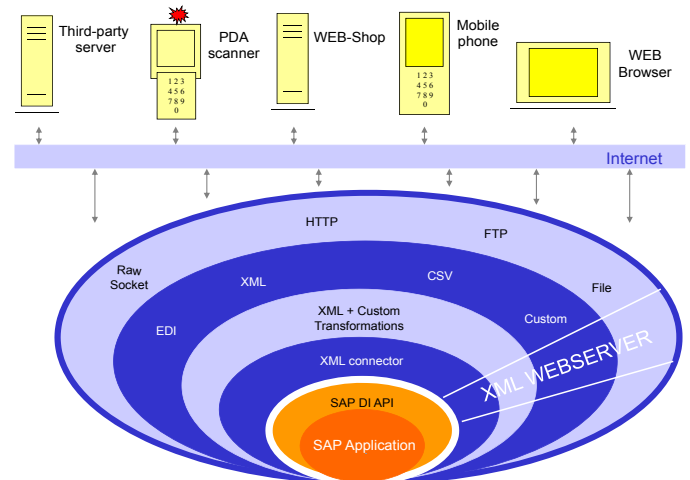 Third-party
server
PDA
scanner
WEB-Shop
Mobile
phone
WEB
Browser
1 2 3
4 5 6
7 8 9
0
1 2 3
4 5 6
7 8 9
0
Internet
HTTP
FTP
Raw
Socket
File
XML
CSV
EDI
Custom
XML + Custom
Transformations
XML WEBSERVER
XML connector
SAP DI API
SAP Application